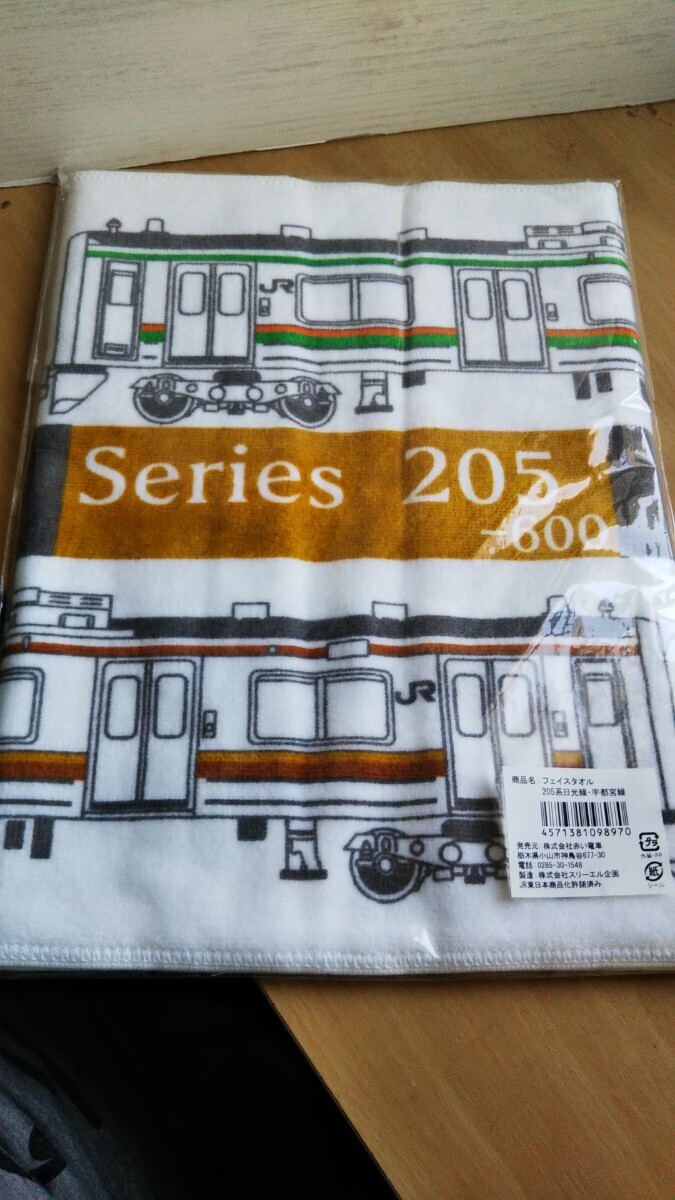 JR
Series 205
-600
JR
商品名: フェイスタオル
205系日光線・宇都宮線
4571381098970
発売元: 株式会社赤い電車
栃木県小山市神鳥谷677-30
電話: 0285-30-1548
製造: 株式会社スリーエル企画
JR東日本商品化許諾済み
プラ
外装・PP
紙
シール